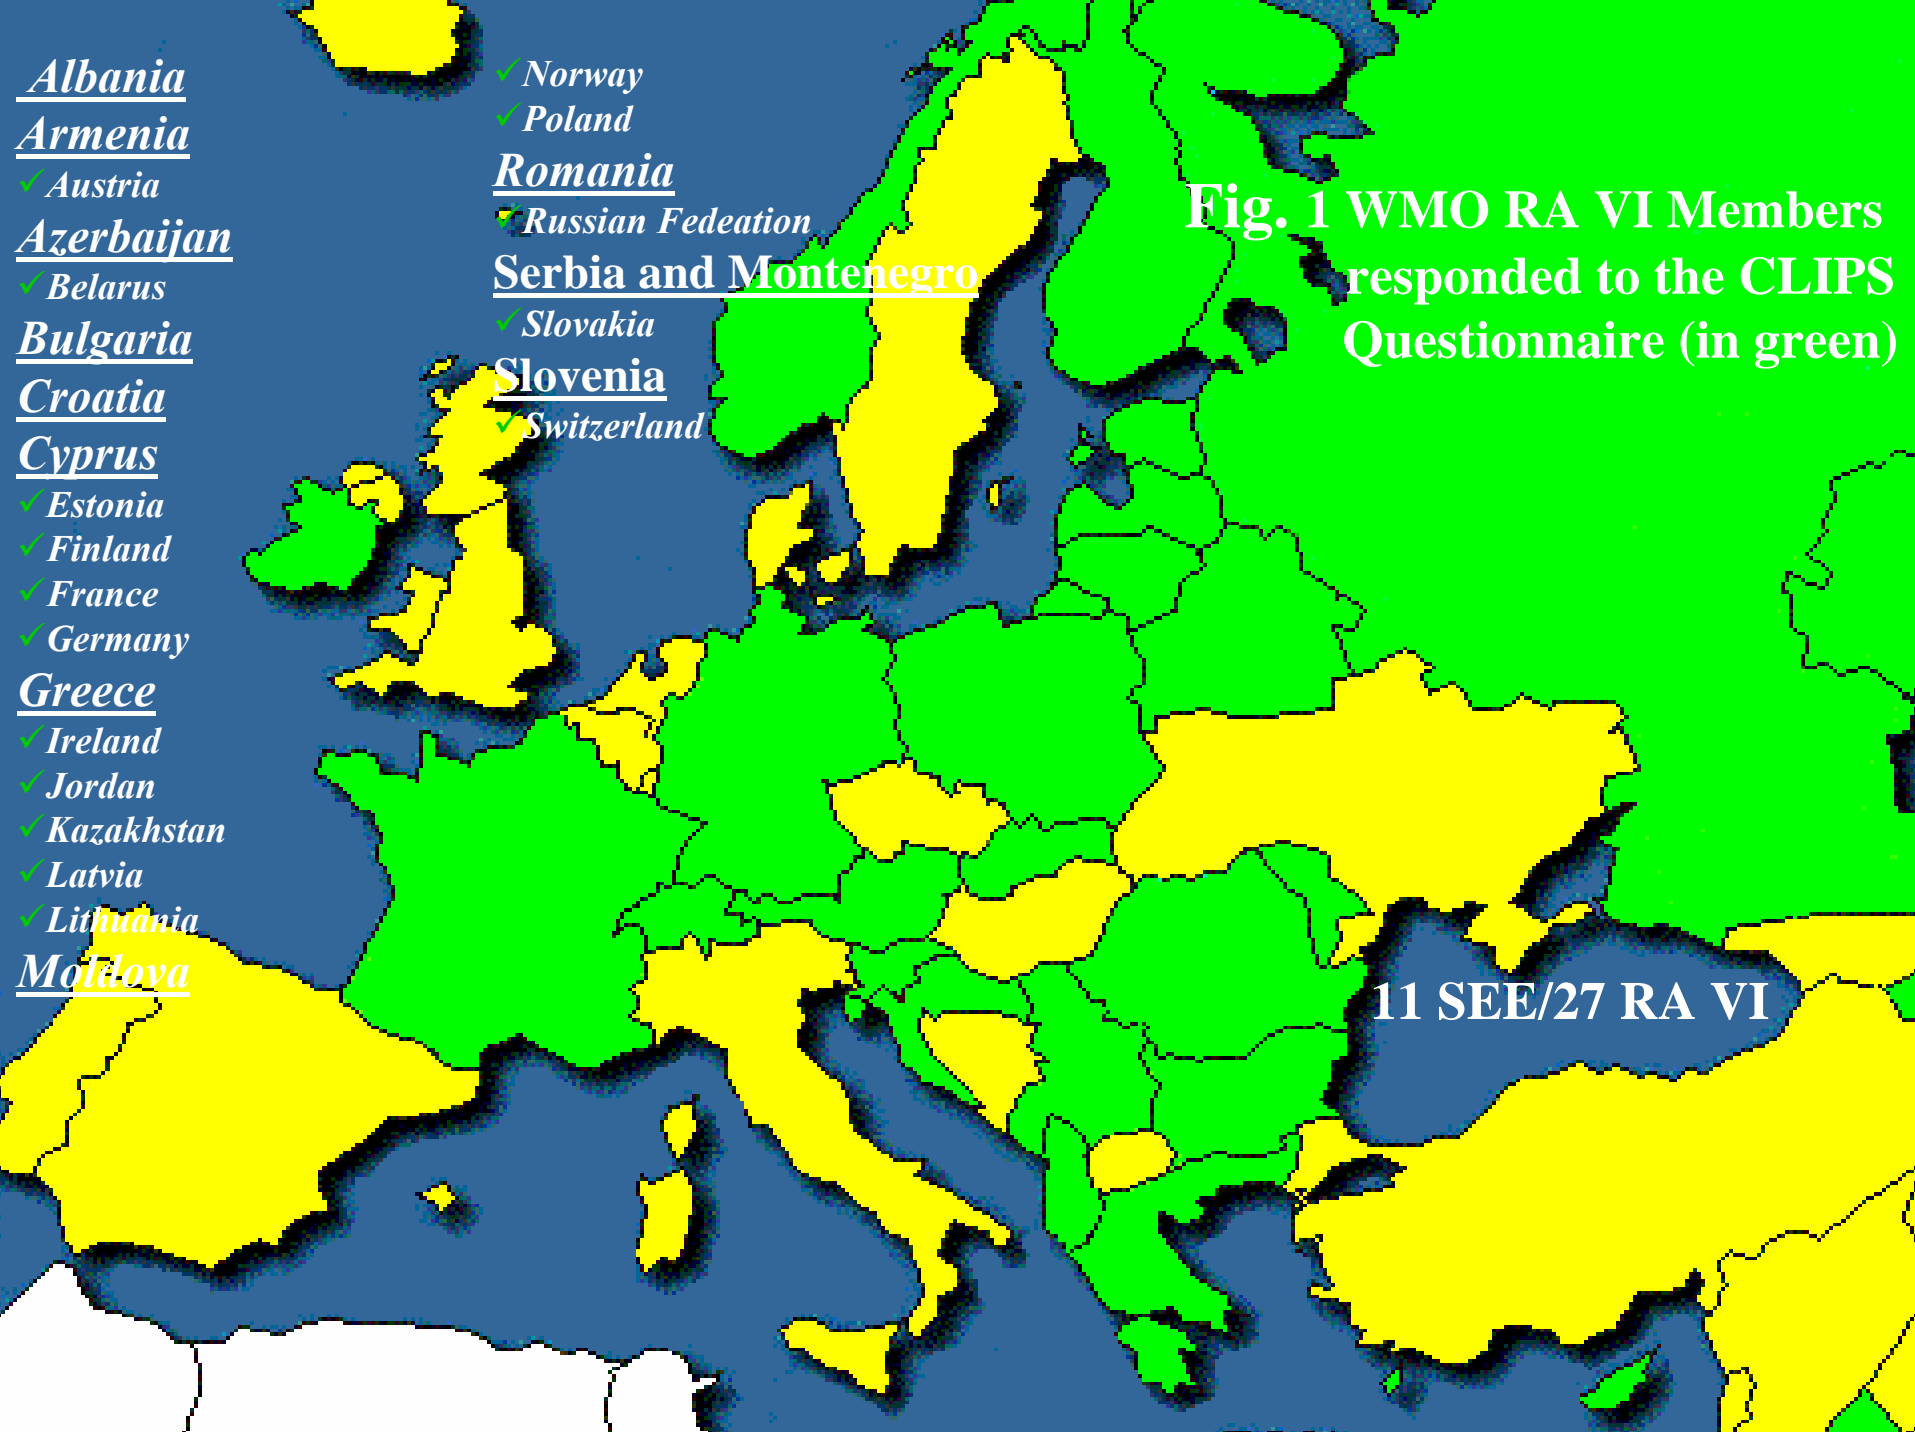 Albania
Armenia
✓Austria
Azerbaijan
✓Belarus
Bulgaria
Croatia
Cyprus
✓Estonia
✓Finland
✓France
✓Germany
Greece
✓Ireland
✓Jordan
✓Kazakhstan
✓Latvia
✓Lithuania
Moldova
✓Norway
✓Poland
Romania
✓Russian Fedeation
Serbia and Montenegro
✓Slovakia
Slovenia
✓Switzerland
Fig. 1 WMO RA VI Members
responded to the CLIPS
Questionnaire (in green)
11 SEE/27 RA VI